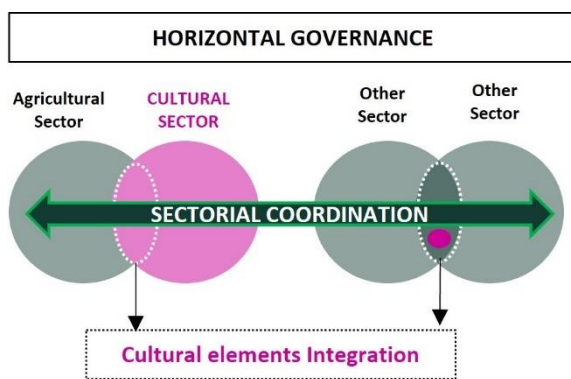 HORIZONTAL GOVERNANCE
Agricultural
Sector
CULTURAL
SECTOR
Other
Sector
Other
Sector
SECTORIAL COORDINATION
Cultural elements Integration